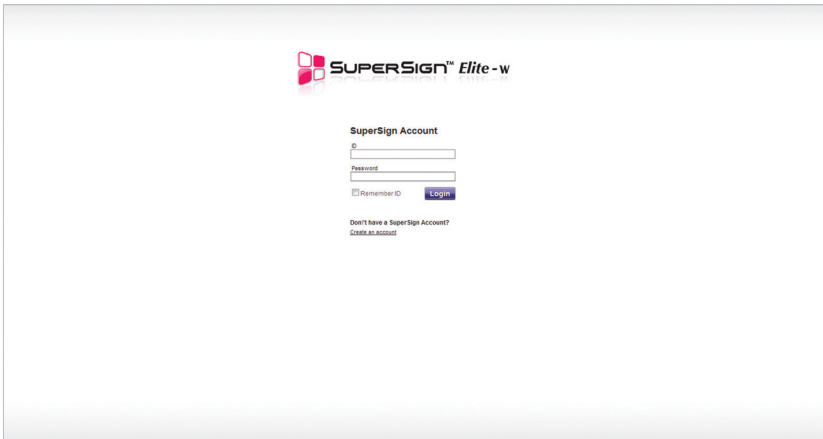 SUPERSIGN™ Elite - w
SuperSign Account
ID
Password
Remember ID
Login
Don't have a SuperSign Account?
Create an account